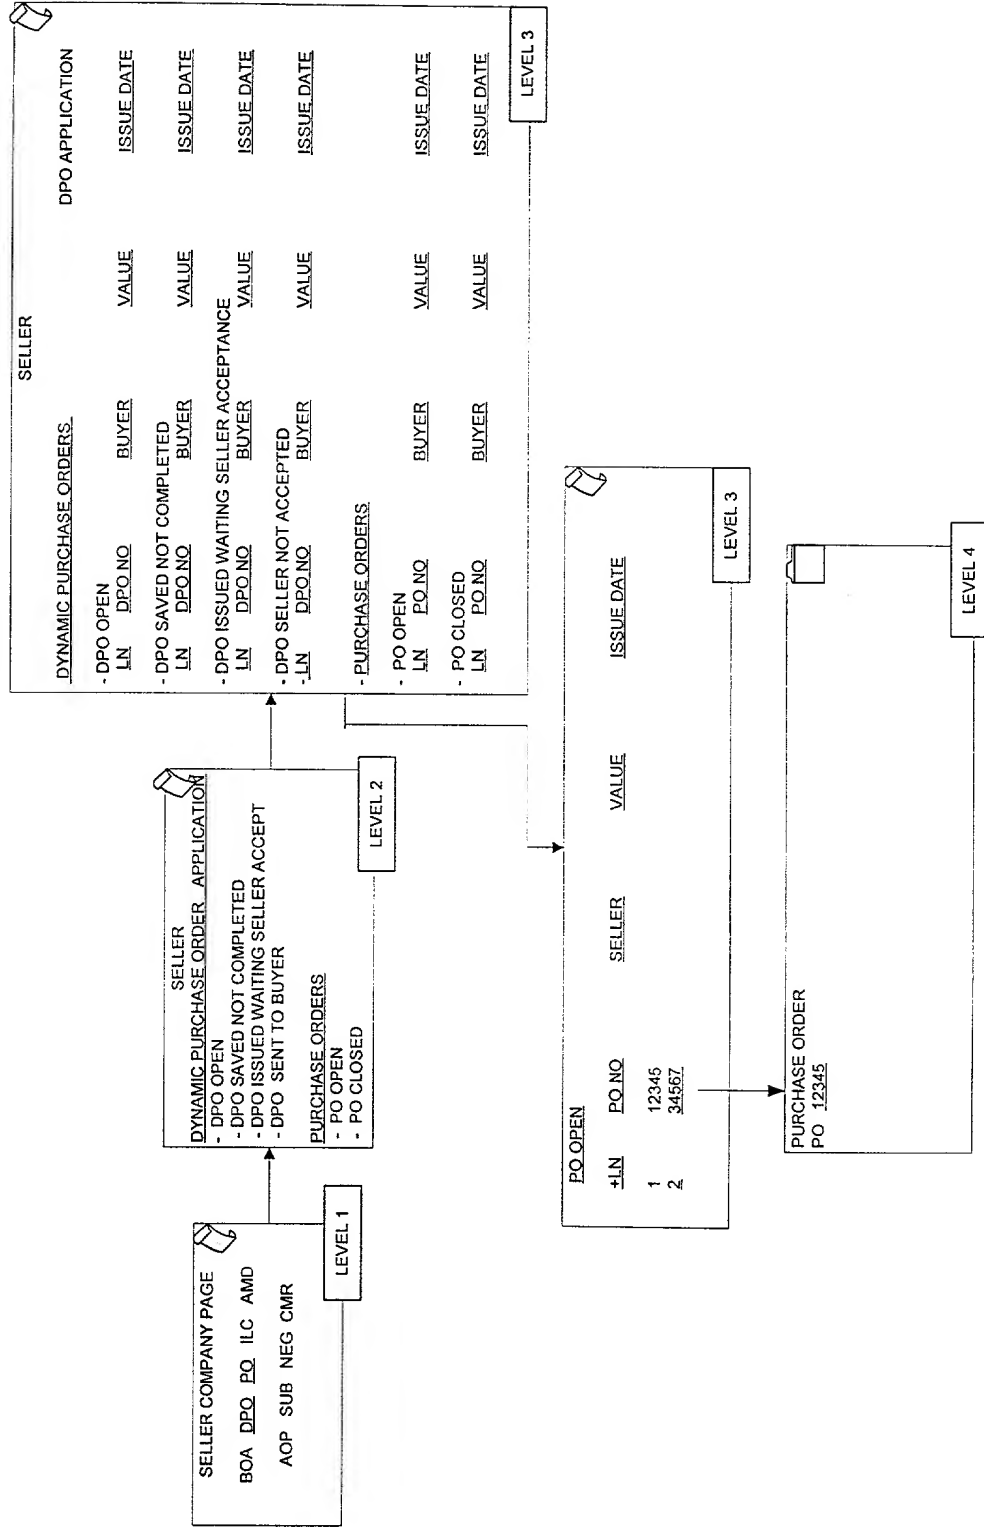 SELLER COMPANY PAGE
BOA DPO PO ILC AMD
AOP SUB NEG CMR
LEVEL 1
SELLER
DYNAMIC PURCHASE ORDER APPLICATION
- DPO OPEN
- DPO SAVED NOT COMPLETED
- DPO ISSUED WAITING SELLER ACCEPT
- DPO SENT TO BUYER
PURCHASE ORDERS
- PO OPEN
- PO CLOSED
LEVEL 2
SELLER
DYNAMIC PURCHASE ORDERS DPO APPLICATION
- DPO OPEN
LN DPO NO BUYER VALUE ISSUE DATE
- DPO SAVED NOT COMPLETED
LN DPO NO BUYER VALUE ISSUE DATE
- DPO ISSUED WAITING SELLER ACCEPTANCE
LN DPO NO BUYER VALUE ISSUE DATE
- DPO SELLER NOT ACCEPTED
- LN DPO NO BUYER VALUE ISSUE DATE
- PURCHASE ORDERS
- PO OPEN
LN PO NO BUYER VALUE ISSUE DATE
- PO CLOSED
LN PO NO BUYER VALUE ISSUE DATE
LEVEL 3
PO OPEN
+LN PO NO SELLER VALUE ISSUE DATE
1 12345
2 34567
LEVEL 3
PURCHASE ORDER
PO 12345
LEVEL 4